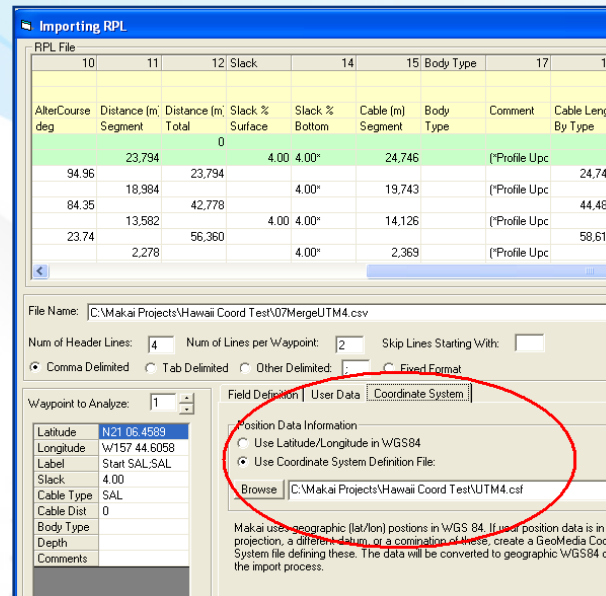 Importing RPL
RPL File
10 11 12 Slack 14 15 Body Type 17
AlterCourse Distance (m) Distance (m) Slack % Slack % Cable (m) Body Comment Cable Leng
deg Segment Total Surface Bottom Segment Type By Type
0
23,794 4.00 4.00* 24,746 (*Profile Upc
94.96 23,794 24,74
18,984 4.00* 19,743 (*Profile Upc
84.35 42,778 44,48
13,582 4.00 4.00* 14,126 (*Profile Upc
23.74 56,360 58,61
2,278 4.00* 2,369 (*Profile Upc
File Name: C:\Makai Projects\Hawaii Coord Test\07MergeUTM4.csv
Num of Header Lines: 4 Num of Lines per Waypoint: 2 Skip Lines Starting With:
Comma Delimited Tab Delimited Other Delimited: ; Fixed Format
Waypoint to Analyze: 1
Field Definition User Data Coordinate System
Latitude N21 06.4589
Longitude W157 44.6058
Label Start SAL;SAL
Slack 4.00
Cable Type SAL
Cable Dist 0
Body Type
Depth
Comments
Position Data Information
Use Latitude/Longitude in WGS84
Use Coordinate System Definition File:
Browse C:\Makai Projects\Hawaii Coord Test\UTM4.csf
Makai uses geographic (lat/lon) postions in WGS 84. If your position data is in
projection, a different datum, or a comination of these, create a GeoMedia Coo
System file defining these. The data will be converted to geographic WGS84 c
the import process.